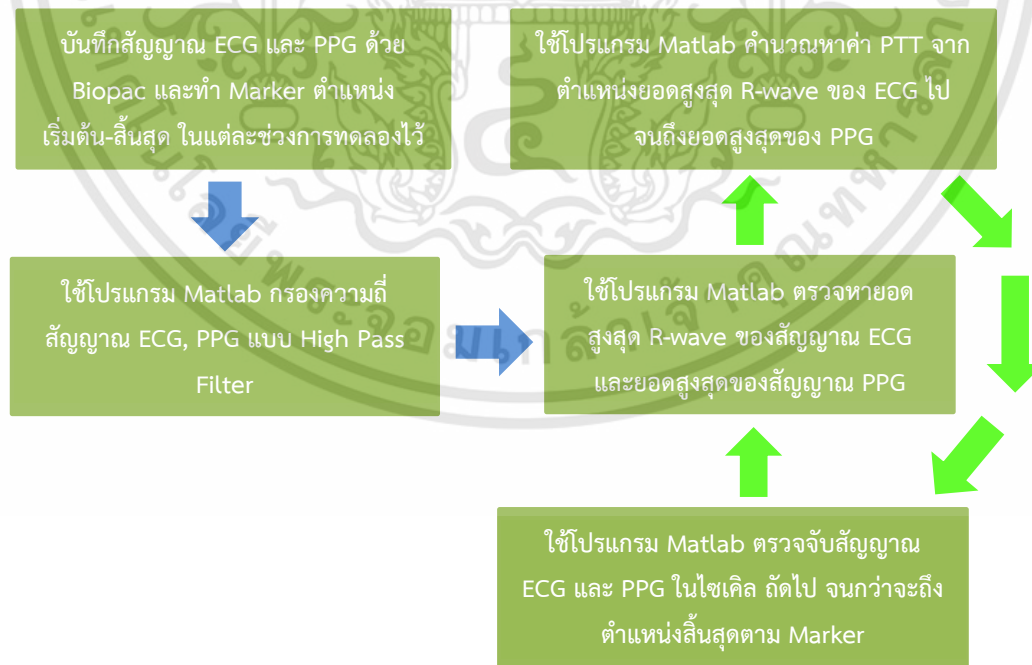 บันทึกสัญญาณ ECG และ PPG ด้วย
Biopac และทำ Marker ตำแหน่ง
เริ่มต้น-สิ้นสุด ในแต่ละช่วงการทดลองไว้
ใช้โปรแกรม Matlab กรองความถี่
สัญญาณ ECG, PPG แบบ High Pass
Filter
ใช้โปรแกรม Matlab ตรวจหายอด
สูงสุด R-wave ของสัญญาณ ECG
และยอดสูงสุดของสัญญาณ PPG
ใช้โปรแกรม Matlab คำนวณหาค่า PTT จาก
ตำแหน่งยอดสูงสุด R-wave ของ ECG ไป
จนถึงยอดสูงสุดของ PPG
ใช้โปรแกรม Matlab ตรวจจับสัญญาณ
ECG และ PPG ในไซเคิล ถัดไป จนกว่าจะถึง
ตำแหน่งสิ้นสุดตาม Marker